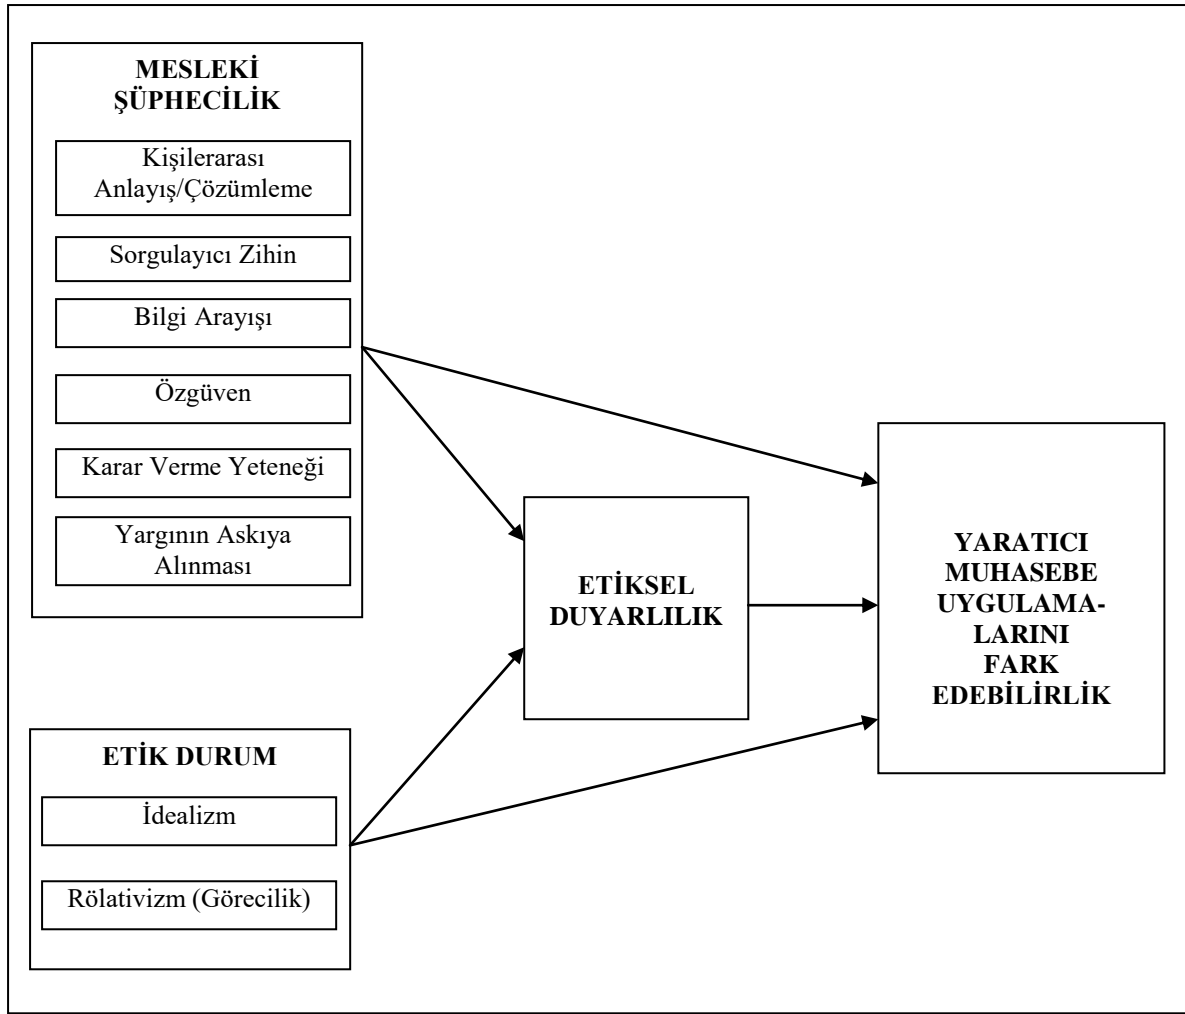 MESLEKİ
ŞÜPHECİLİK
Kişilerarası
Anlayış/Çözümleme
Sorgulayıcı Zihin
Bilgi Arayışı
Özgüven
Karar Verme Yeteneği
Yargının Askıya
Alınması
ETİK DURUM
İdealizm
Rölativizm (Görecilik)
ETİKSEL
DUYARLILIK
YARATICI
MUHASEBE
UYGULAMA-
LARINI
FARK
EDEBİLİRLİK